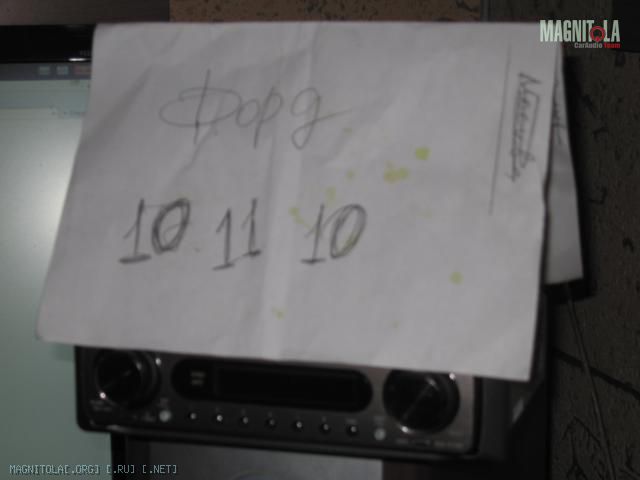 MAGNITOLA
CarAudio Team
Форд
10 11 10
MAGNITOLA[.ORG] [.RU] [.NET]